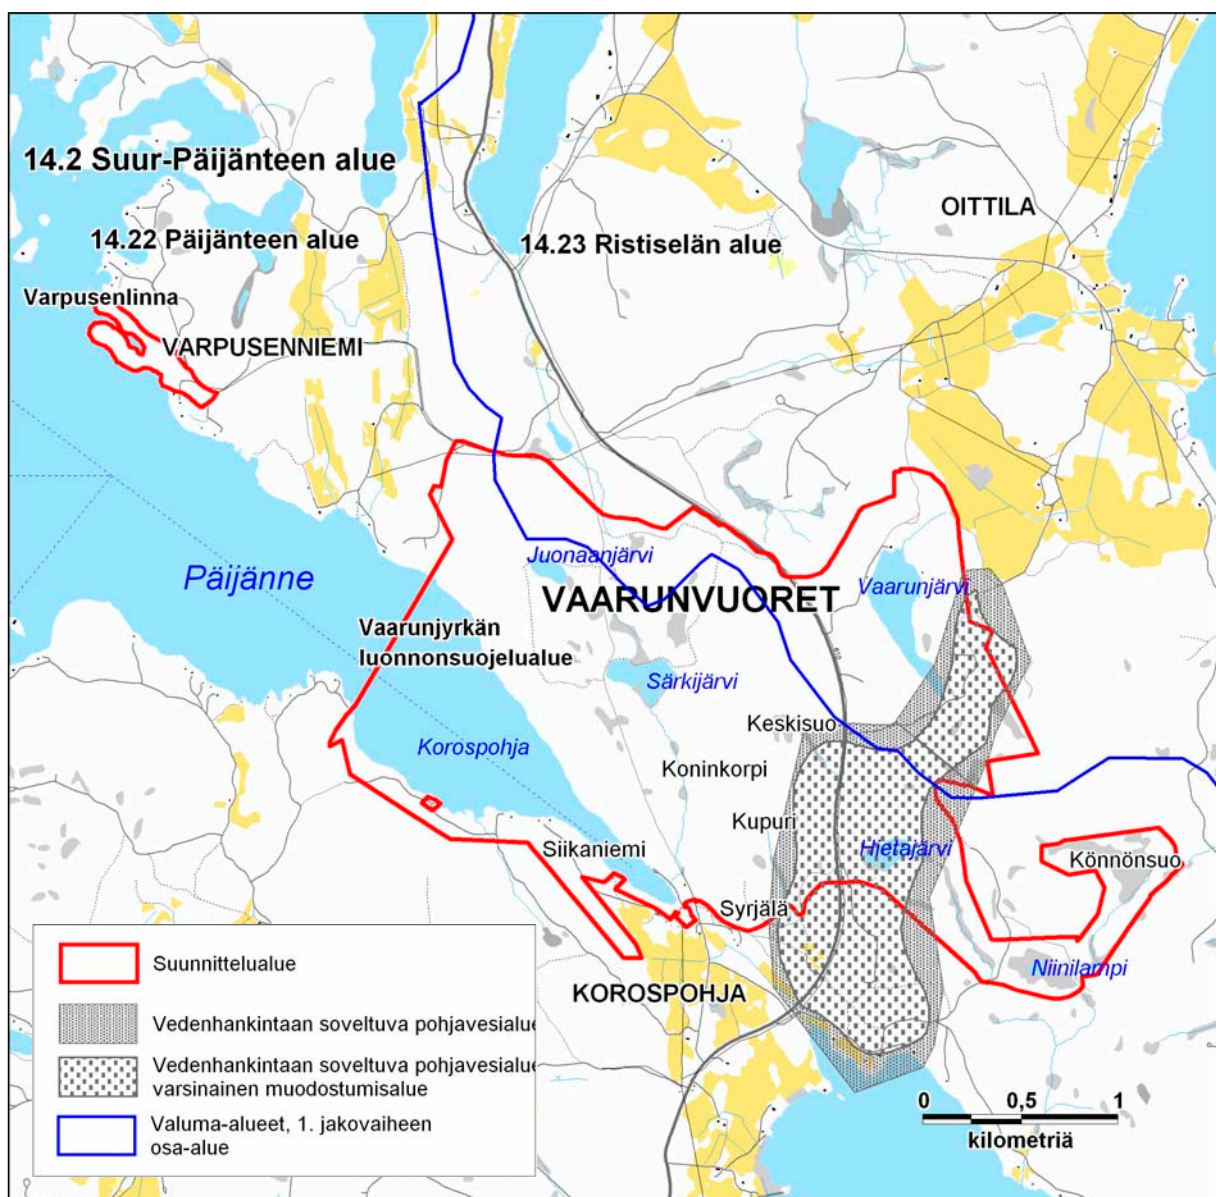 14.2 Suur-Päijänteen alue
OITTILA
14.22 Päijänteen alue
14.23 Ristiselän alue
Varpusenlinna
VARPUSENNIEMI
Päijänne
Juonaanjärvi
Vaarunjärvi
VAARUNVUORET
Vaarunjyrkän
luonnonsuojelualue
610
Särkijärvi
Keskisuo
Korospohja
Koninkorpi
Kupuri
Siikaniemi
Hietajärvi
Könnönsuo
Syrjälä
Niinilampi
KOROSPOHJA
Suunnittelualue
Vedenhankintaan soveltuva pohjavesialue
Vedenhankintaan soveltuva pohjavesialue
varsinainen muodostumisalue
Valuma-alueet, 1. jakovaiheen
osa-alue
0 0,5 1
kilometriä